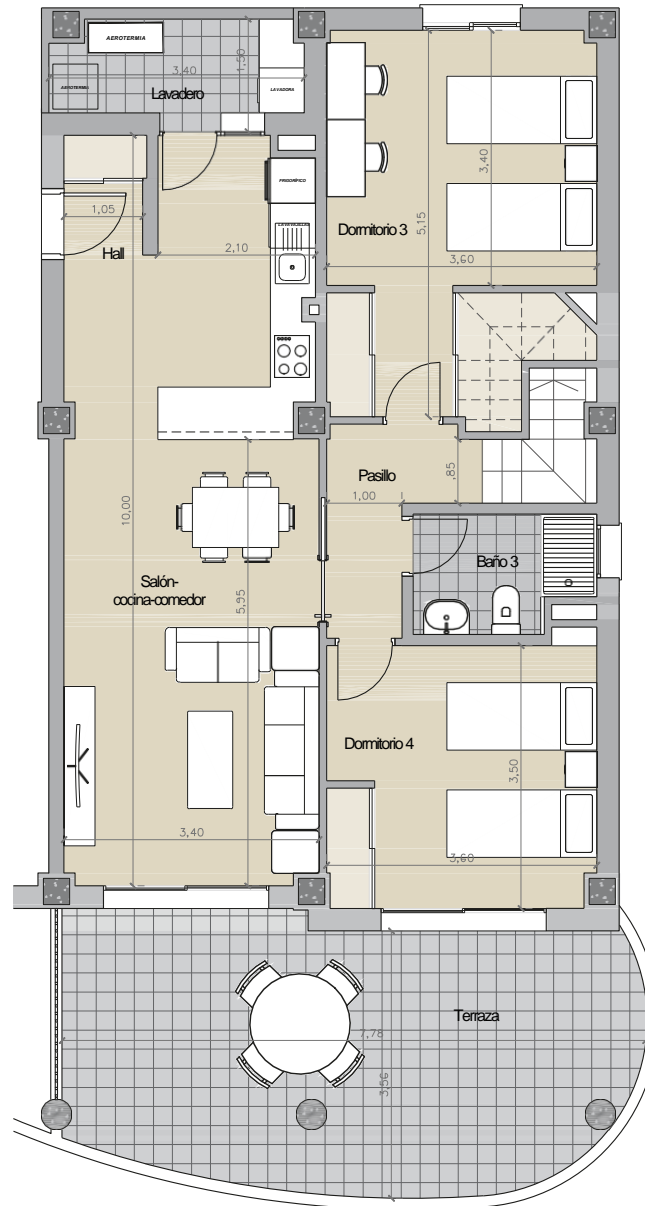 AEROTERMIA
1,50
3,40
AEROTERMIA
LAVADORA
Lavadero
3,40
FRIGORÍFICO
1,05
5,15
LAVAVAJILLAS
Dormitorio 3
Hall
2,10
3,60
Pasillo
,85
1,00
10,00
Baño 3
Salón-
cocina-comedor
5,95
Dormitorio 4
3,50
3,40
3,60
Terraza
7,78
3,56